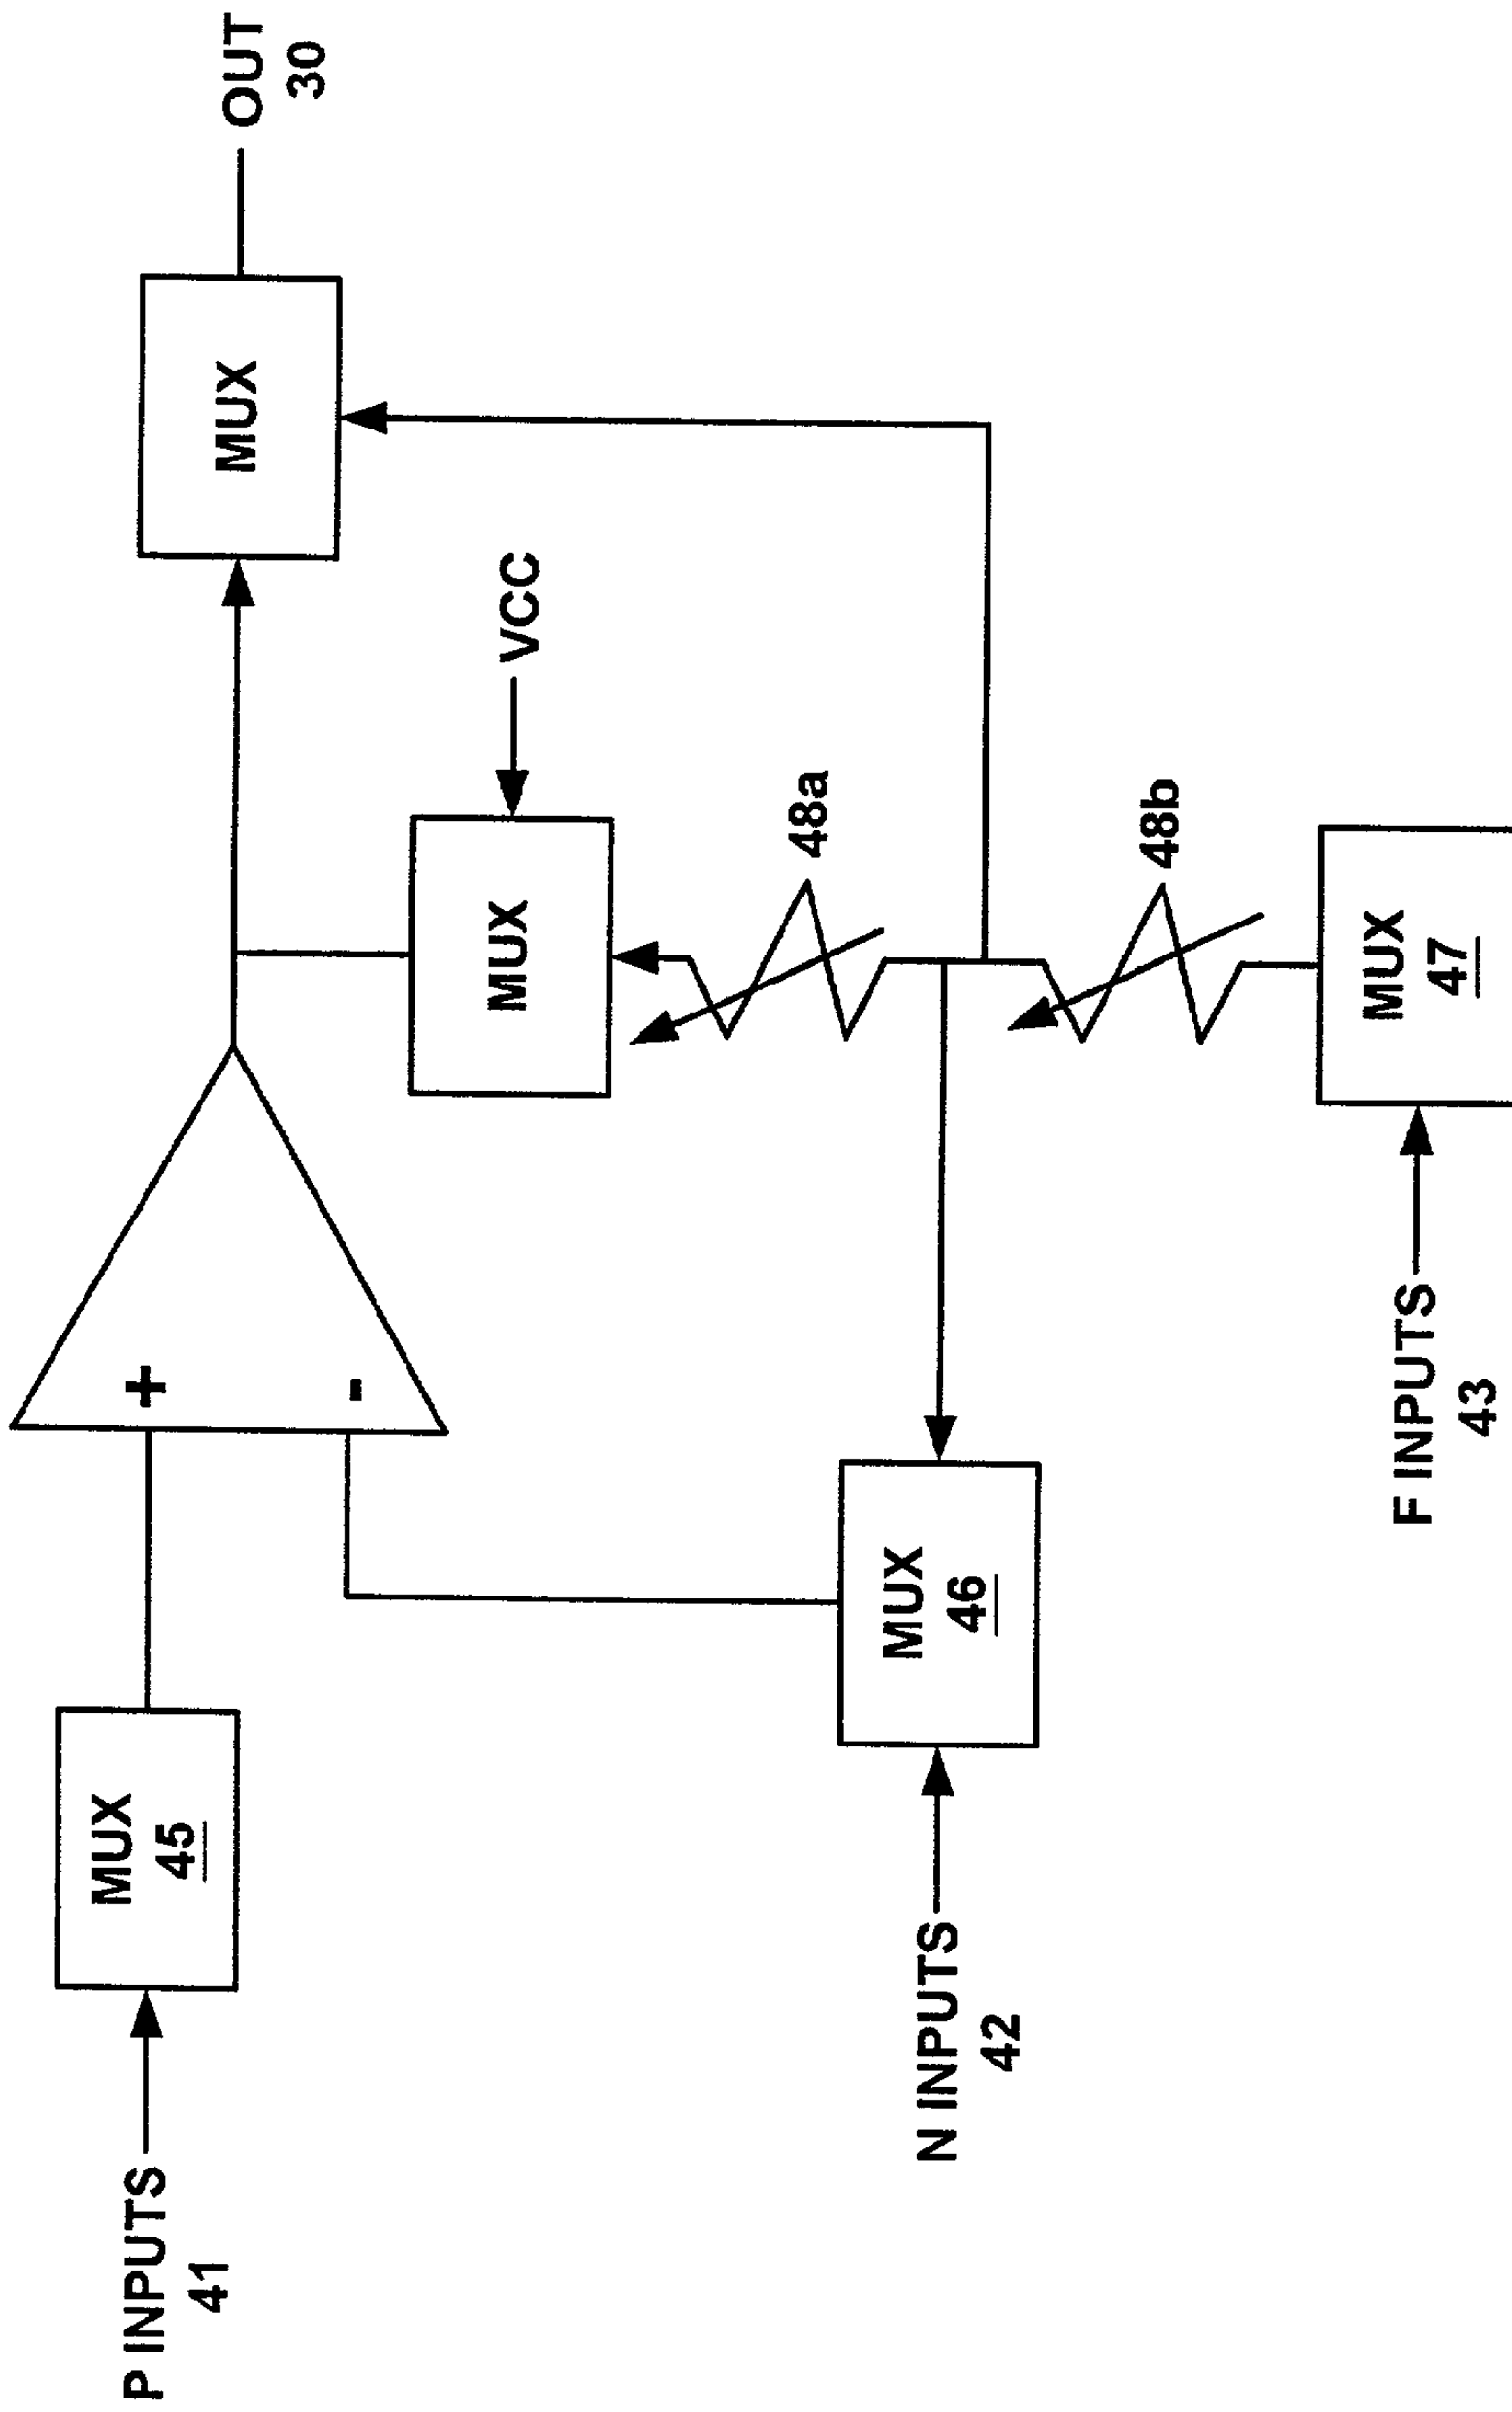 P INPUTS
41
MUX
45
+
-
MUX
OUT
30
VCC
MUX
48a
N INPUTS
42
MUX
46
48b
F INPUTS
43
MUX
47